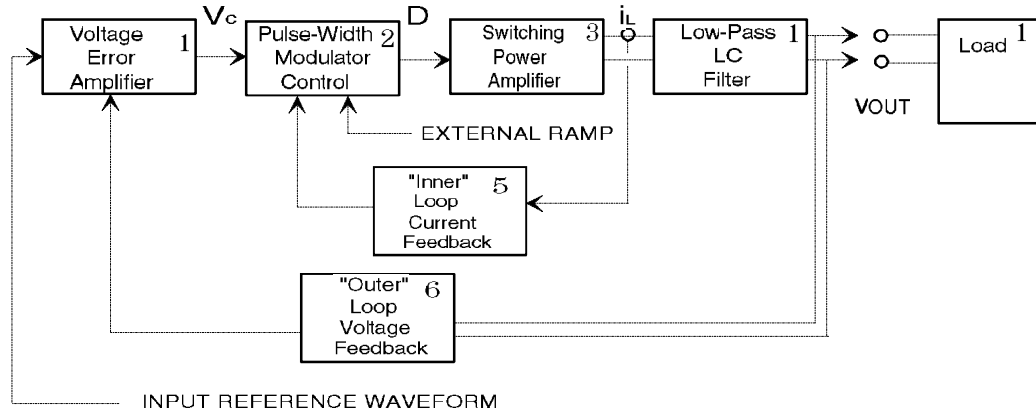 Vc
D
iL
Voltage 1
Error
Amplifier
Pulse-Width 2
Modulator
Control
Switching 3
Power
Amplifier
Low-Pass 1
LC
Filter
Load 1
VOUT
EXTERNAL RAMP
"Inner" 5
Loop
Current
Feedback
"Outer" 6
Loop
Voltage
Feedback
INPUT REFERENCE WAVEFORM